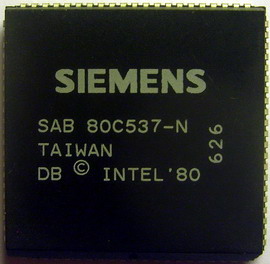 SIEMENS
SAB 80C537-N
TAIWAN
DB © INTEL '80
626